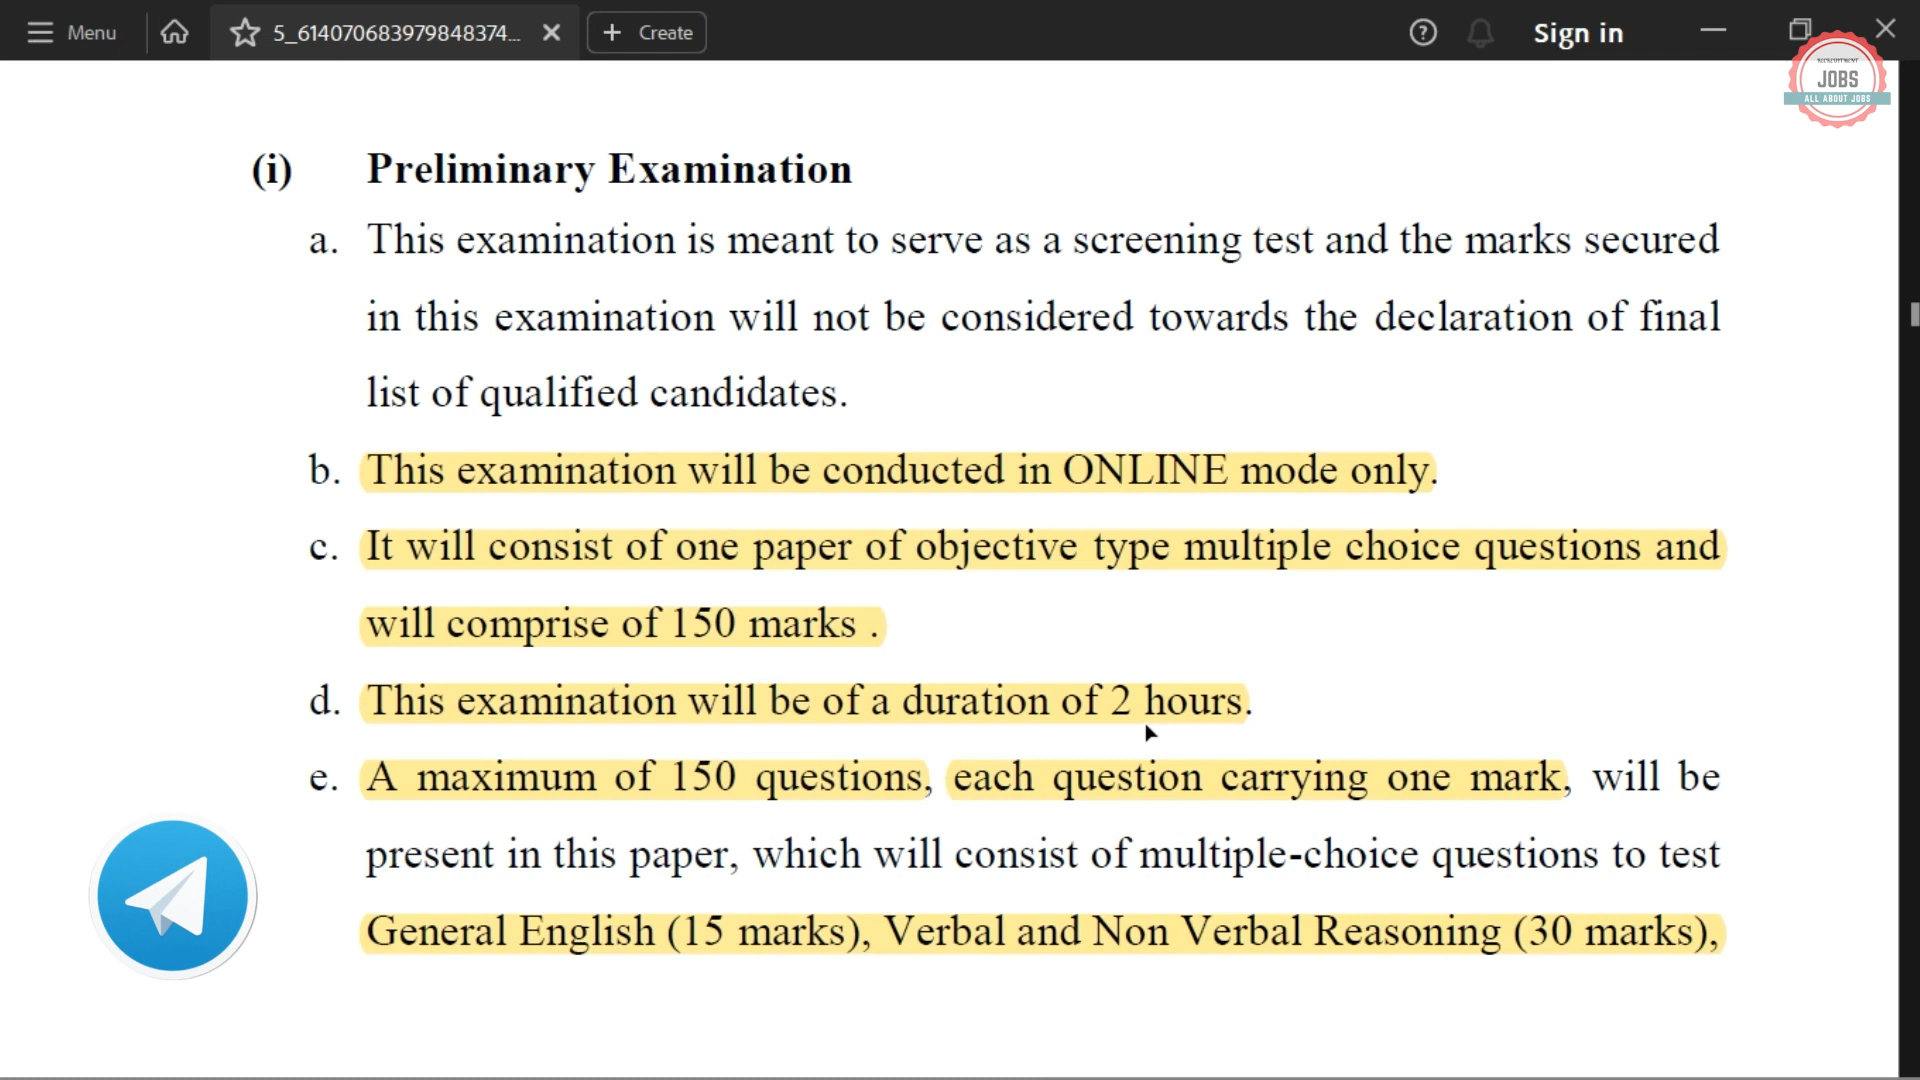 Menu
5_614070683979848374...
+ Create
Sign in
RECRUITMENT
JOBS
ALL ABOUT JOBS
(i) Preliminary Examination
a. This examination is meant to serve as a screening test and the marks secured
in this examination will not be considered towards the declaration of final
list of qualified candidates.
b. This examination will be conducted in ONLINE mode only.
c. It will consist of one paper of objective type multiple choice questions and
will comprise of 150 marks .
d. This examination will be of a duration of 2 hours.
e. A maximum of 150 questions, each question carrying one mark, will be
present in this paper, which will consist of multiple-choice questions to test
General English (15 marks), Verbal and Non Verbal Reasoning (30 marks),